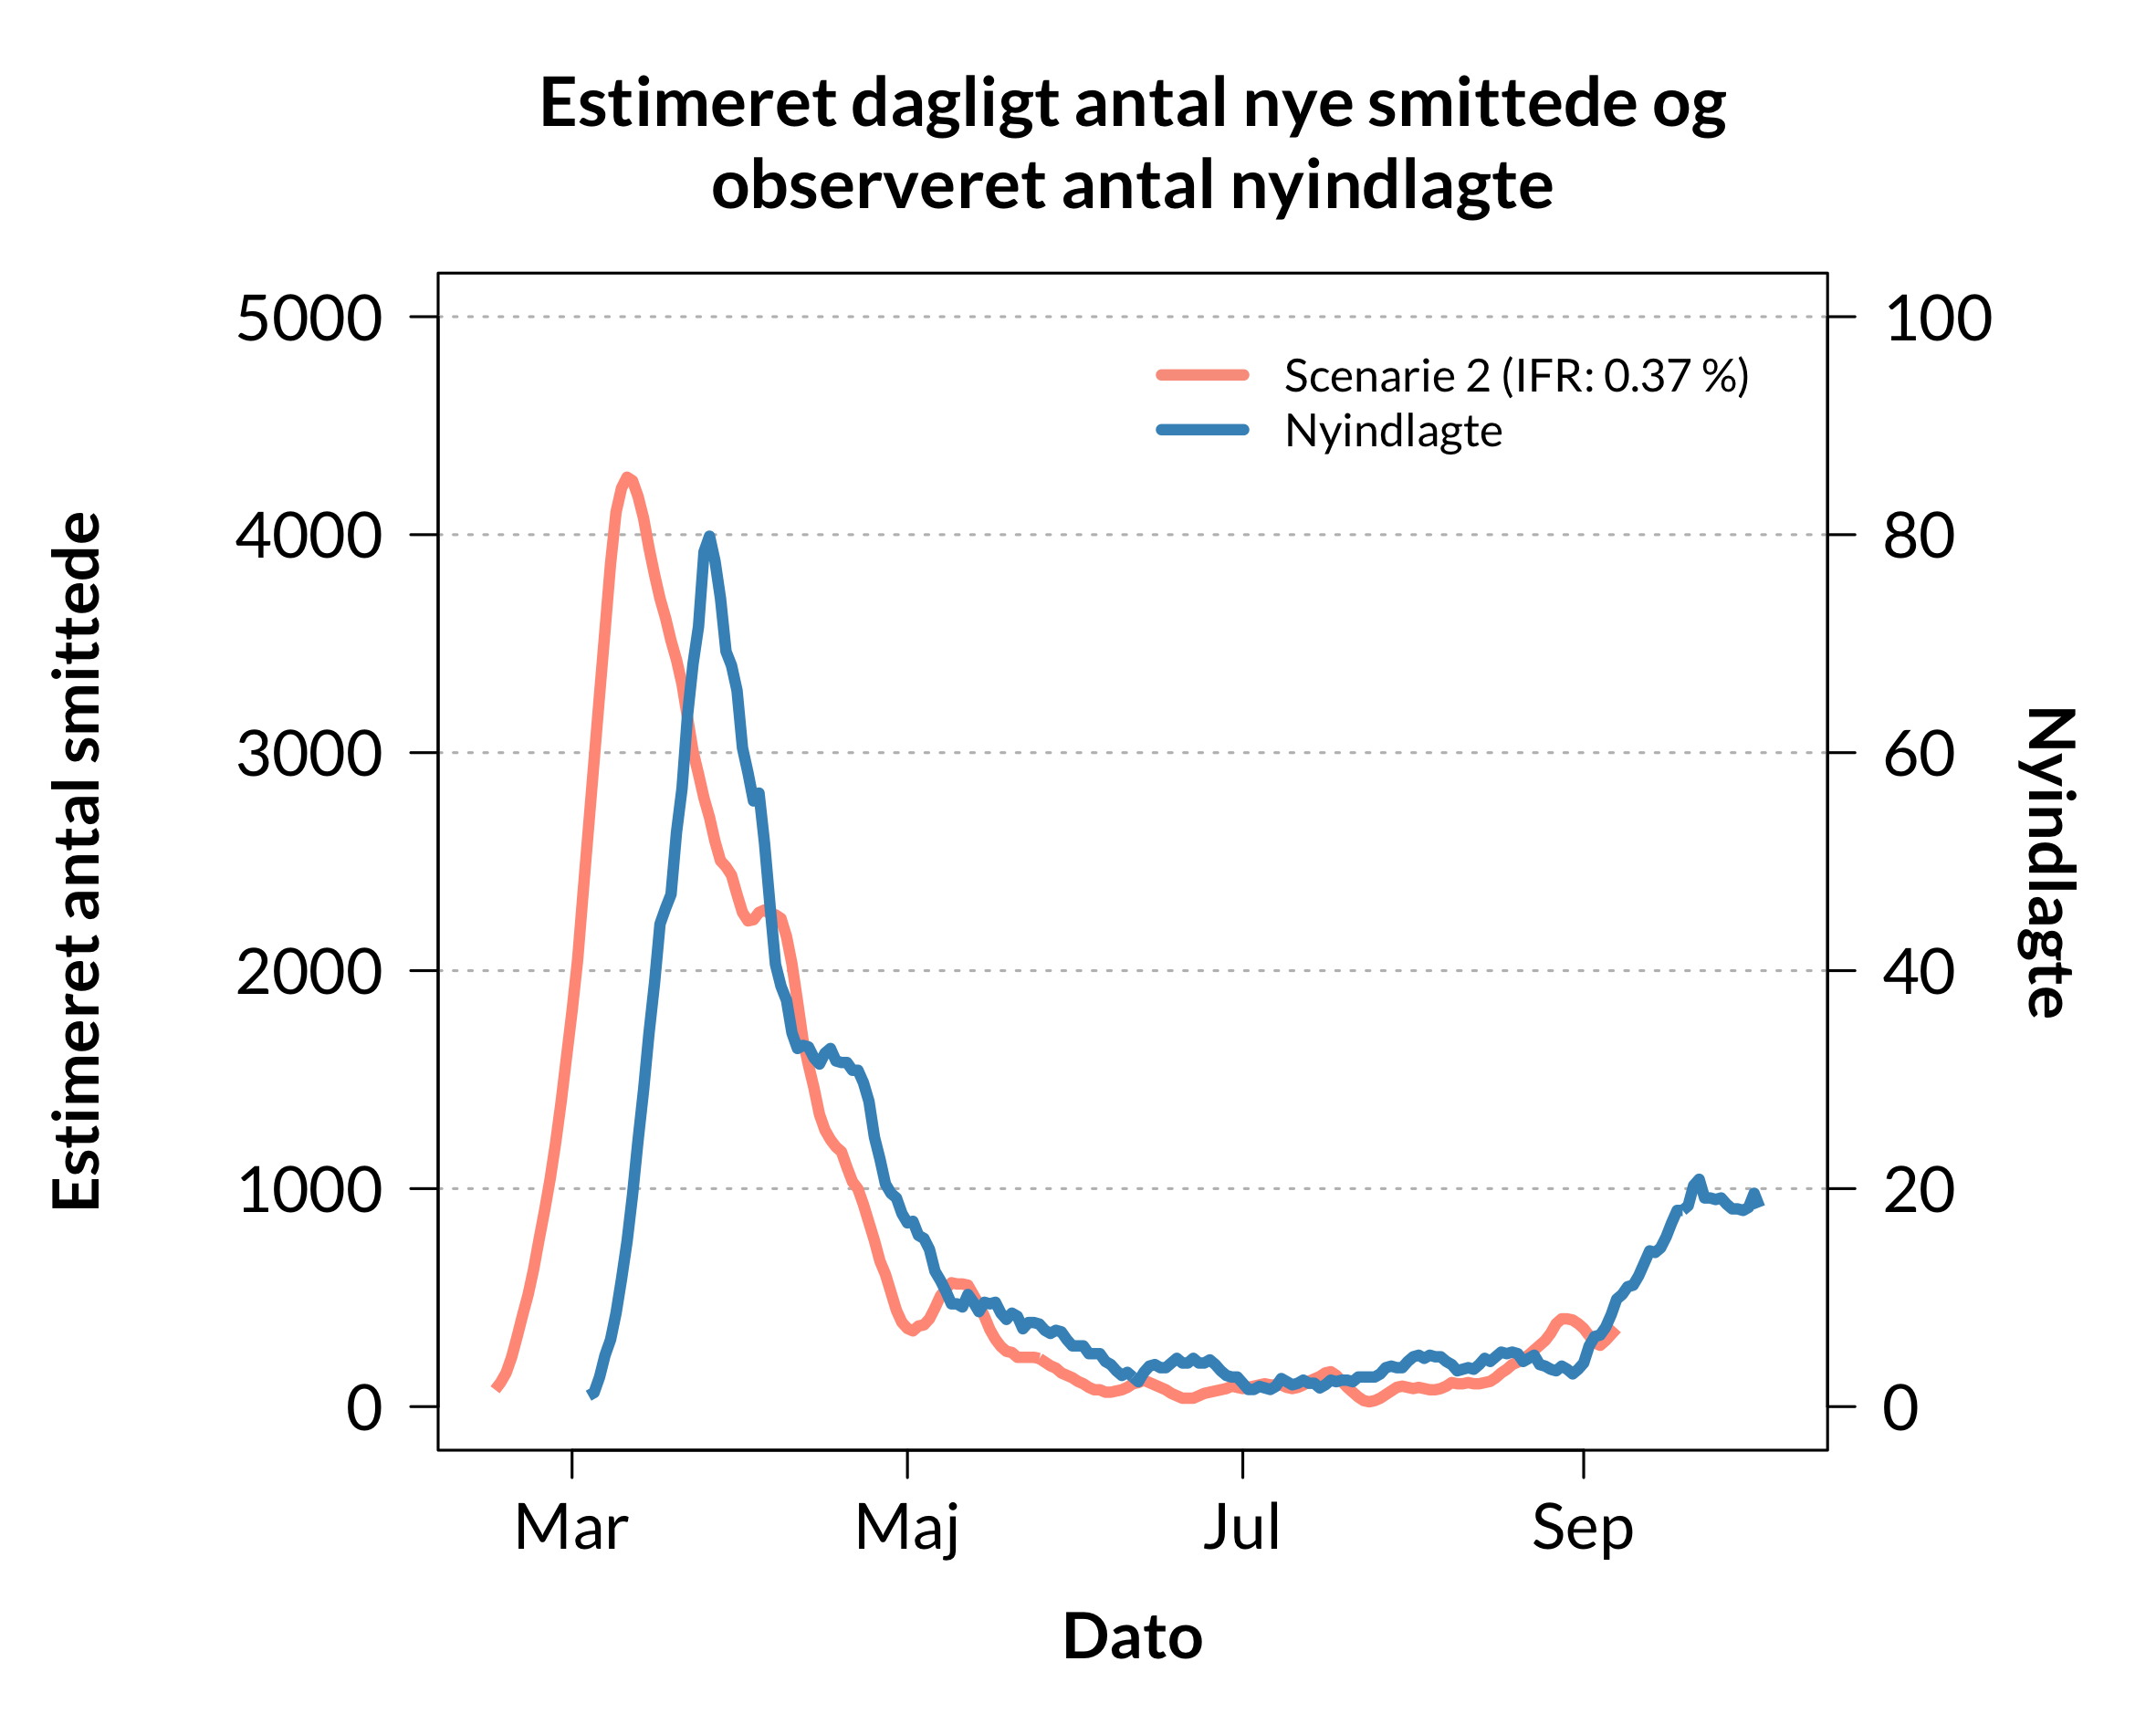 Estimeret dagligt antal nye smittede og
observeret antal nyindlagte
Scenarie 2 (IFR: 0.37 %)
Nyindlagte
Estimeret antal smittede
5000
4000
3000
2000
1000
0
100
80
60
40
20
0
Nyindlagte
Mar
Maj
Jul
Sep
Dato